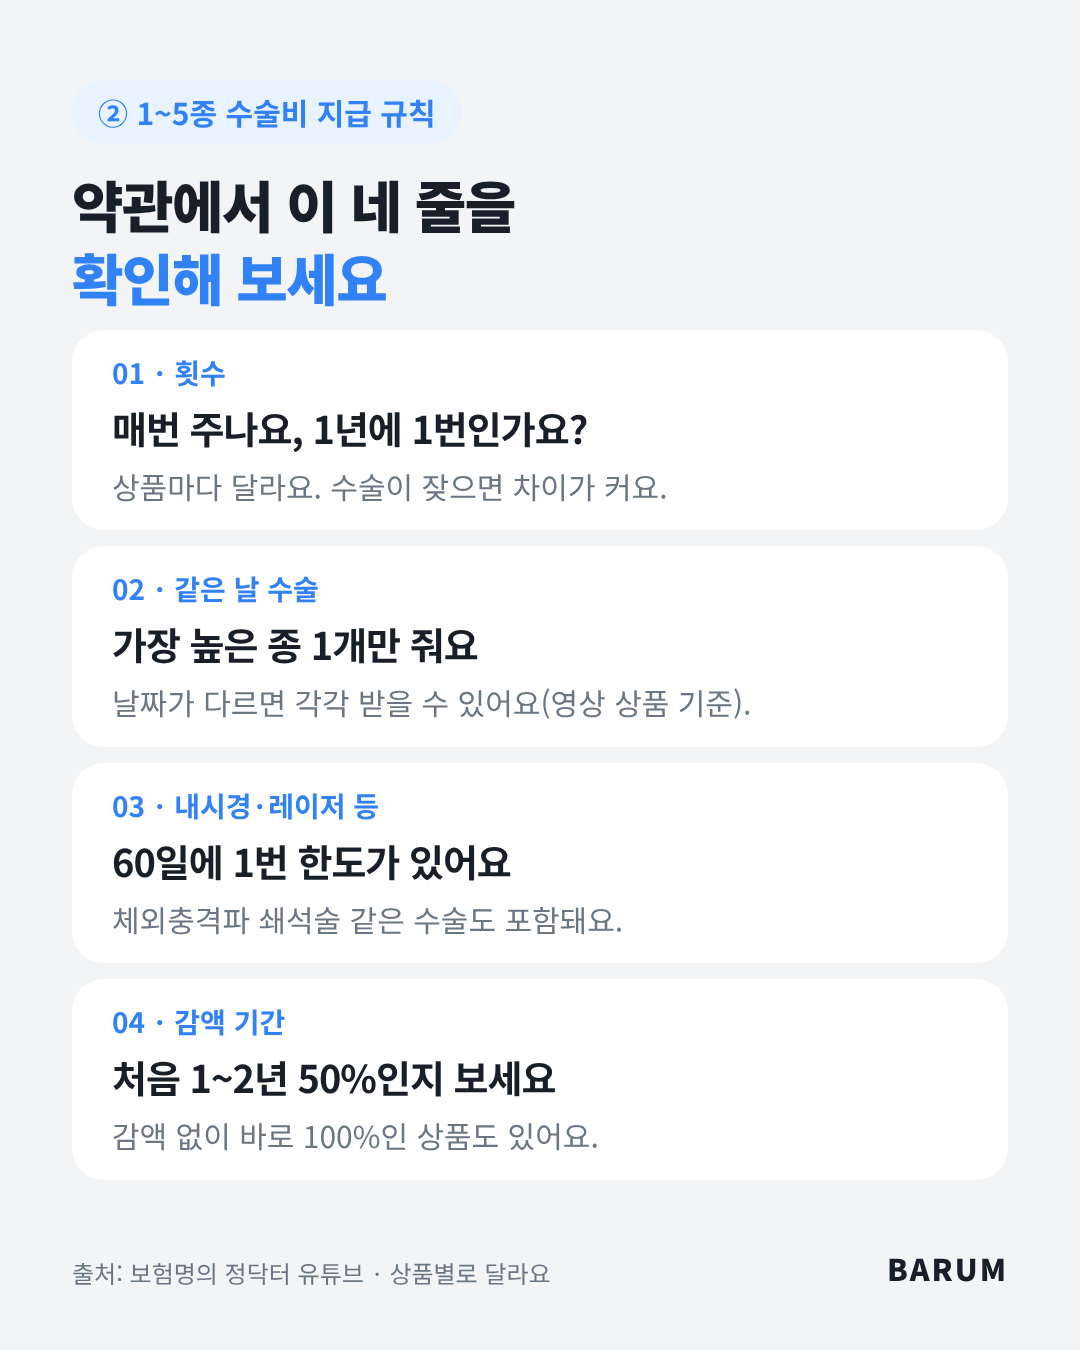 ② 1~5종 수술비 지급 규칙
약관에서 이 네 줄을
확인해 보세요
01 · 횟수
매번 주나요, 1년에 1번인가요?
상품마다 달라요. 수술이 잦으면 차이가 커요.
02 · 같은 날 수술
가장 높은 종 1개만 줘요
날짜가 다르면 각각 받을 수 있어요(영상 상품 기준).
03 · 내시경·레이저 등
60일에 1번 한도가 있어요
체외충격파 쇄석술 같은 수술도 포함돼요.
04 · 감액 기간
처음 1~2년 50%인지 보세요
감액 없이 바로 100%인 상품도 있어요.
출처: 보험명의 정닥터 유튜브 · 상품별로 달라요
BARUM